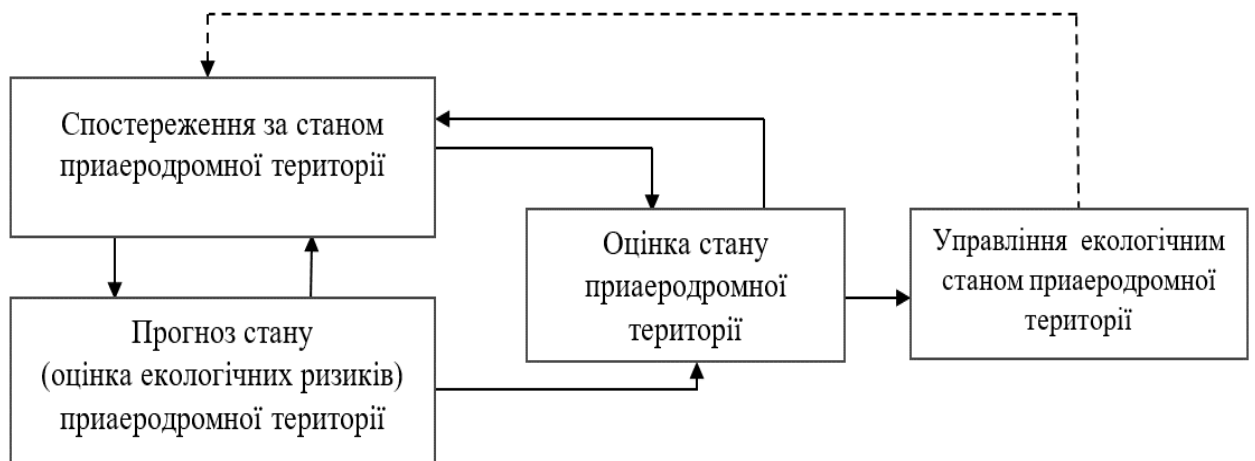 Спостереження за станом
приаеродромної території
Прогноз стану
(оцінка екологічних ризиків)
приаеродромної території
Оцінка стану
приаеродромної
території
Управління екологічним
станом приаеродромної
території